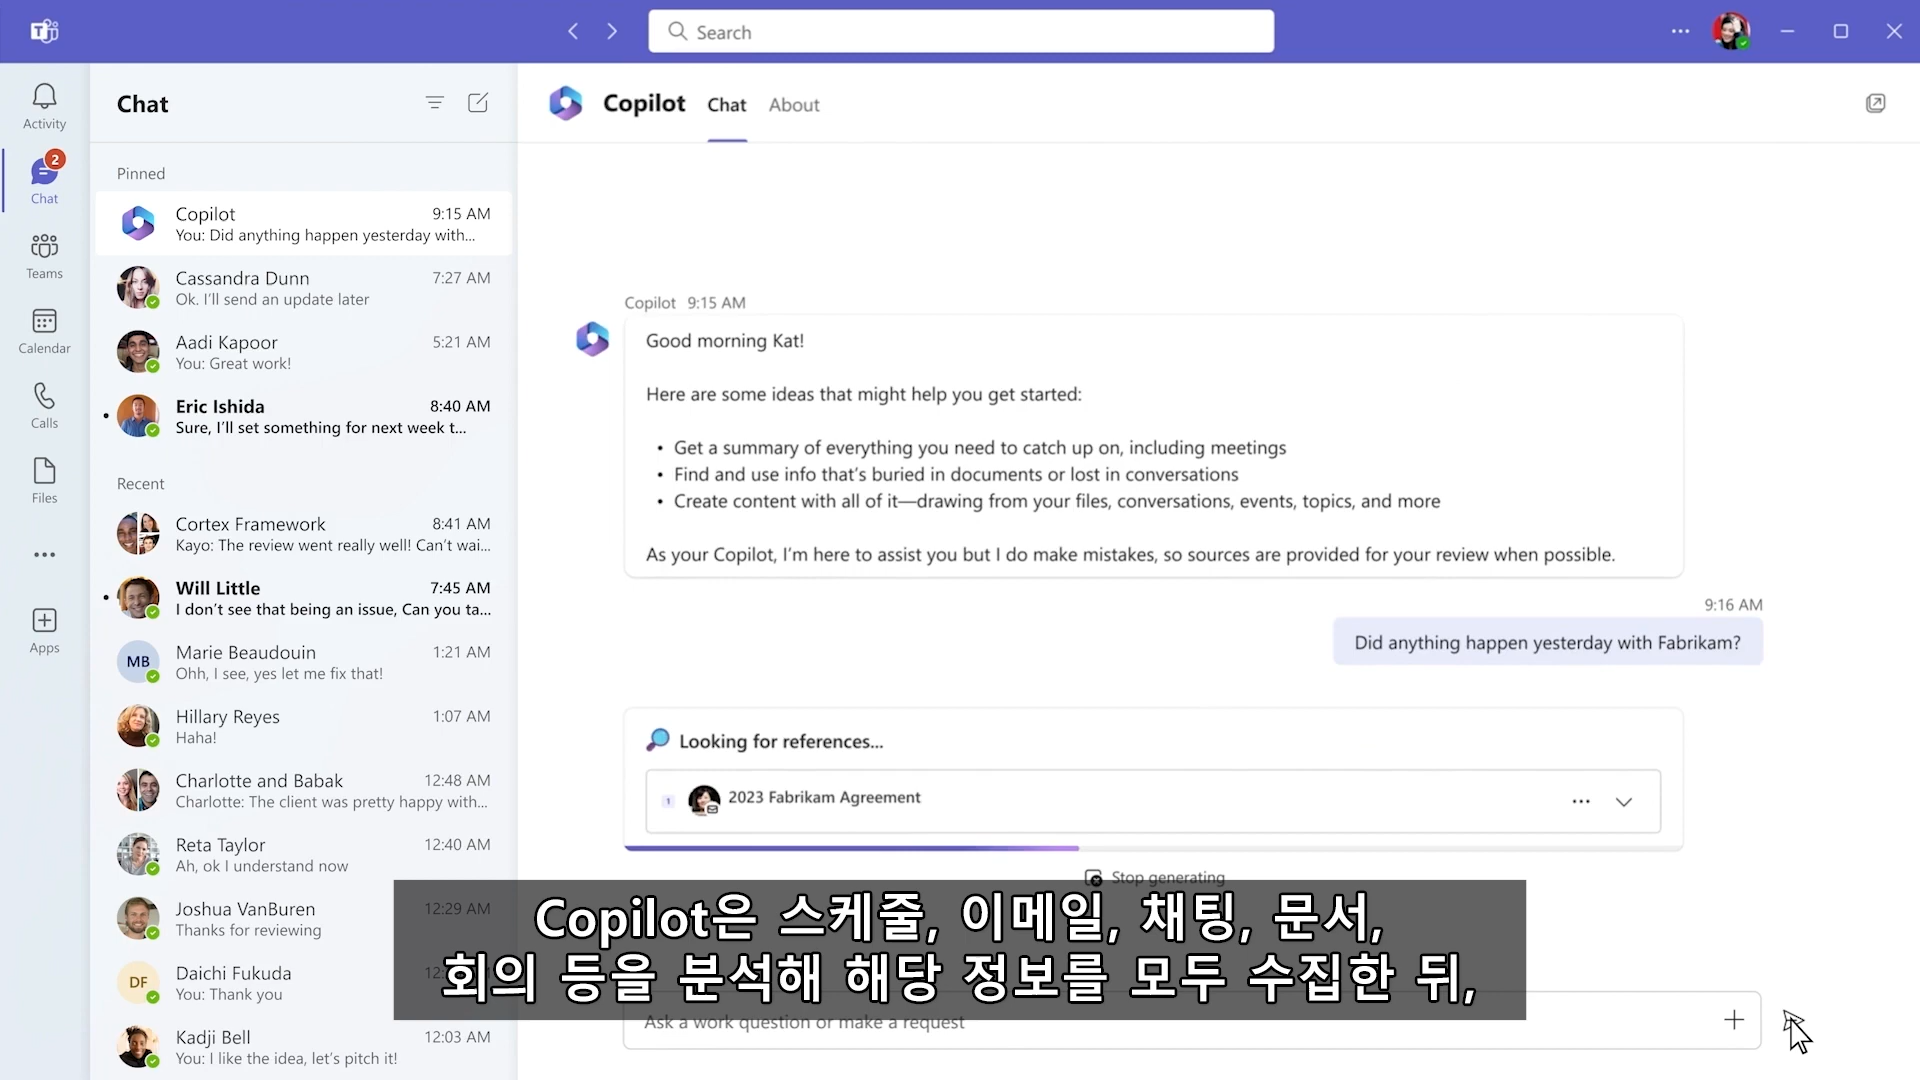 Search
Activity
2
Chat
Teams
Calendar
Calls
Files
Apps
Chat
Pinned
Copilot 9:15 AM
You: Did anything happen yesterday with...
Cassandra Dunn 7:27 AM
Ok. I'll send an update later
Aadi Kapoor 5:21 AM
You: Great work!
Eric Ishida 8:40 AM
Sure, I'll set something for next week t...
Recent
Cortex Framework 8:41 AM
Kayo: The review went really well! Can't wai...
Will Little 7:45 AM
I don't see that being an issue, Can you ta...
MB
Marie Beaudouin 1:21 AM
Ohh, I see, yes let me fix that!
Hillary Reyes 1:07 AM
Haha!
Charlotte and Babak 12:48 AM
Charlotte: The client was pretty happy with...
Reta Taylor 12:40 AM
Ah, ok I understand now
Joshua VanBuren 12:29 AM
Thanks for reviewing
DF
Daichi Fukuda
You: Thank you
Kadji Bell 12:03 AM
You: I like the idea, let's pitch it!
Copilot Chat About
Copilot 9:15 AM
Good morning Kat!
Here are some ideas that might help you get started:
• Get a summary of everything you need to catch up on, including meetings
• Find and use info that's buried in documents or lost in conversations
• Create content with all of it—drawing from your files, conversations, events, topics, and more
As your Copilot, I'm here to assist you but I do make mistakes, so sources are provided for your review when possible.
9:16 AM
Did anything happen yesterday with Fabrikam?
Looking for references...
1 2023 Fabrikam Agreement
Stop generating
Copilot은 스케줄, 이메일, 채팅, 문서,
회의 등을 분석해 해당 정보를 모두 수집한 뒤,
Ask a work question or make a request